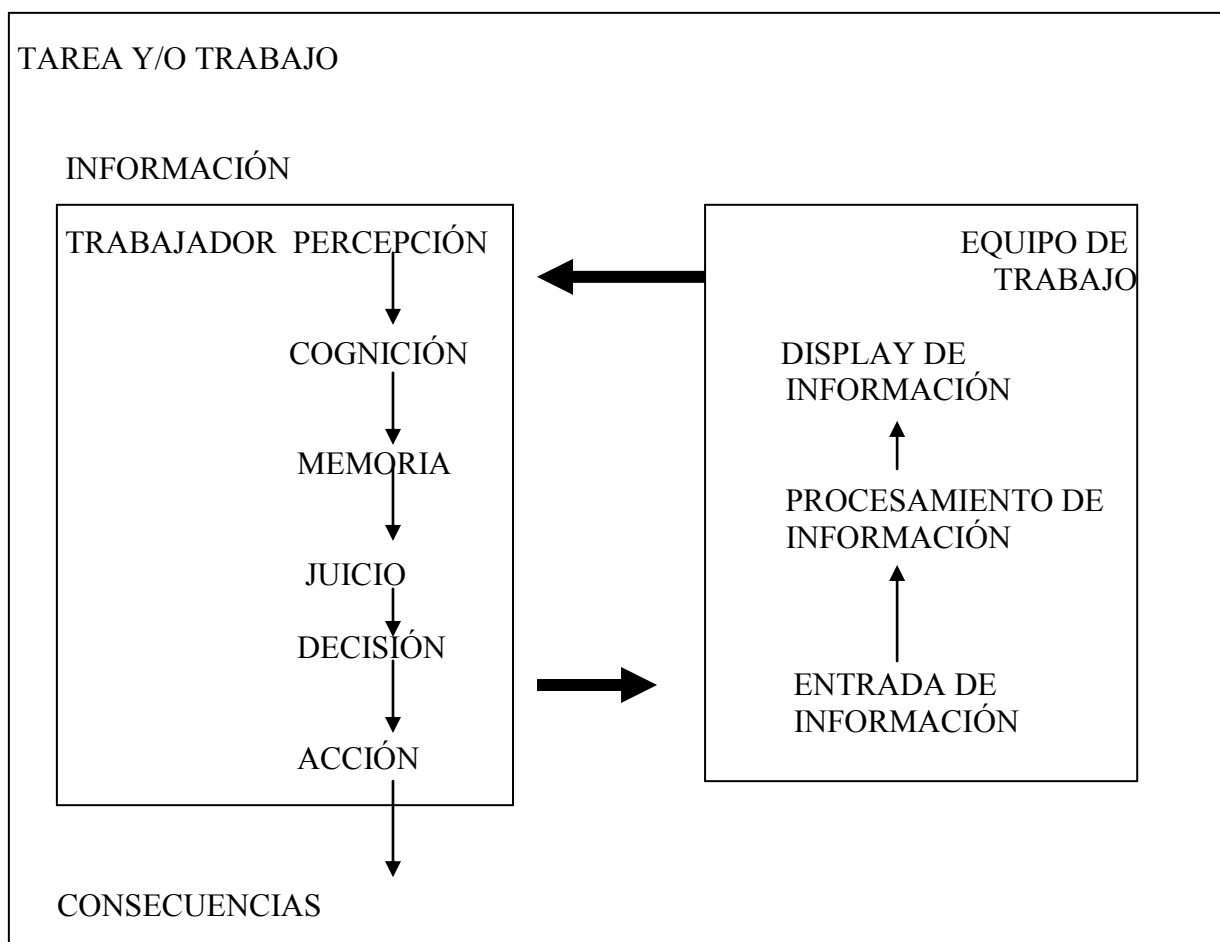 TAREA Y/O TRABAJO
INFORMACIÓN
TRABAJADOR PERCEPCIÓN
COGNICIÓN
MEMORIA
JUICIO
DECISIÓN
ACCIÓN
CONSECUENCIAS
EQUIPO DE
TRABAJO
DISPLAY DE
INFORMACIÓN
PROCESAMIENTO DE
INFORMACIÓN
ENTRADA DE
INFORMACIÓN